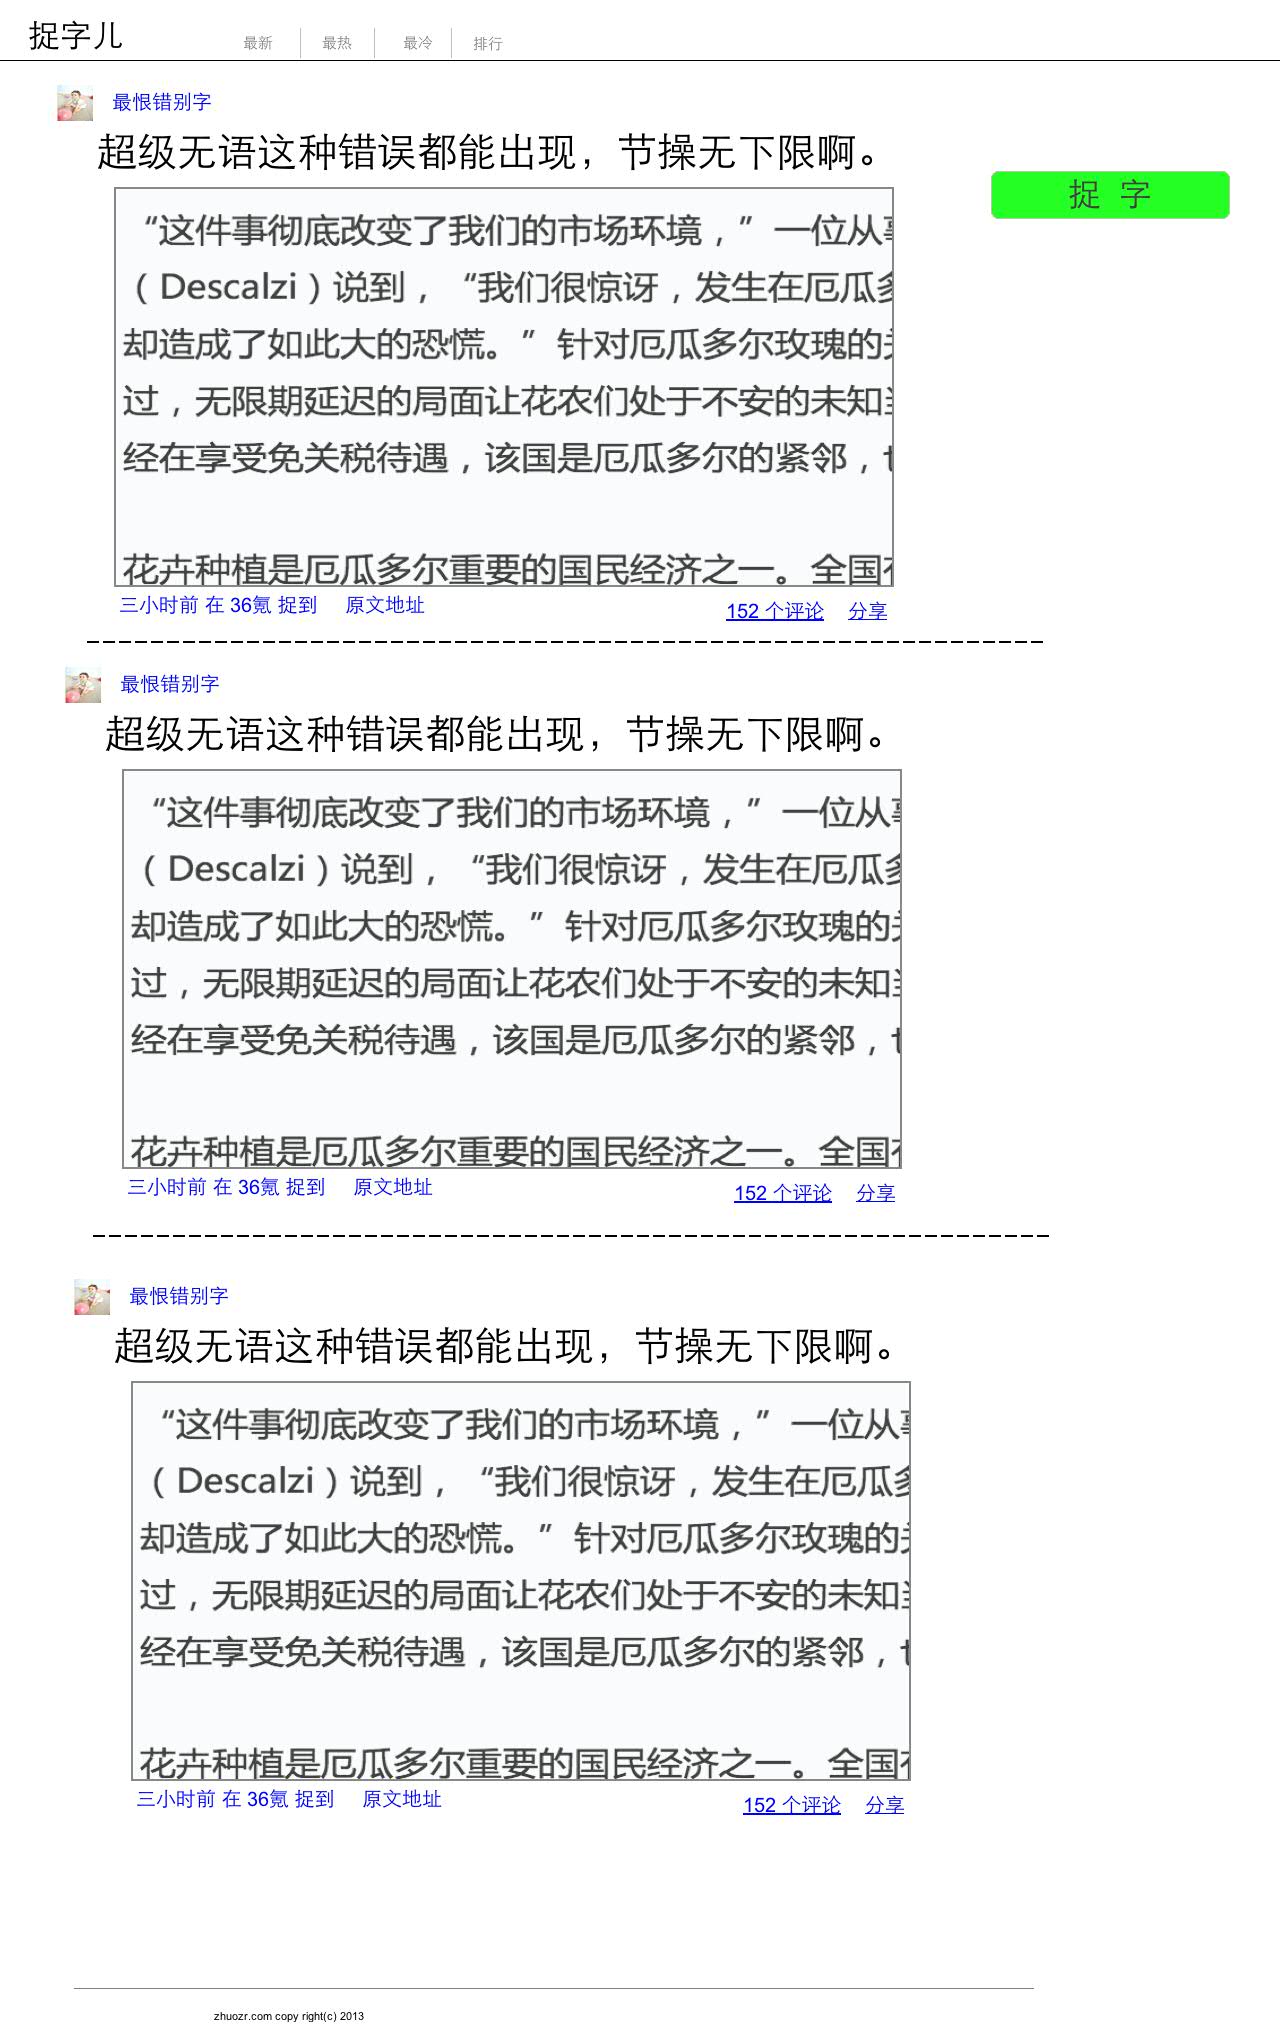 捉字儿
最新 最热 最冷 排行
最恨错别字
超级无语这种错误都能出现，节操无下限啊。
捉 字
“这件事彻底改变了我们的市场环境，”一位从
（Descalzi）说到，“我们很惊讶，发生在厄瓜多
却造成了如此大的恐慌。”针对厄瓜多尔玫瑰的
过，无限期延迟的局面让花农们处于不安的未知
经在享受免关税待遇，该国是厄瓜多尔的紧邻，
花卉种植是厄瓜多尔重要的国民经济之一。全国
三小时前 在 36氪 捉到 原文地址
152 个评论 分享
最恨错别字
超级无语这种错误都能出现，节操无下限啊。
“这件事彻底改变了我们的市场环境，”一位从
（Descalzi）说到，“我们很惊讶，发生在厄瓜多
却造成了如此大的恐慌。”针对厄瓜多尔玫瑰的
过，无限期延迟的局面让花农们处于不安的未知
经在享受免关税待遇，该国是厄瓜多尔的紧邻，
花卉种植是厄瓜多尔重要的国民经济之一。全国
三小时前 在 36氪 捉到 原文地址
152 个评论 分享
最恨错别字
超级无语这种错误都能出现，节操无下限啊。
“这件事彻底改变了我们的市场环境，”一位从
（Descalzi）说到，“我们很惊讶，发生在厄瓜多
却造成了如此大的恐慌。”针对厄瓜多尔玫瑰的
过，无限期延迟的局面让花农们处于不安的未知
经在享受免关税待遇，该国是厄瓜多尔的紧邻，
花卉种植是厄瓜多尔重要的国民经济之一。全国
三小时前 在 36氪 捉到 原文地址
152 个评论 分享
zhuozr.com copy right(c) 2013